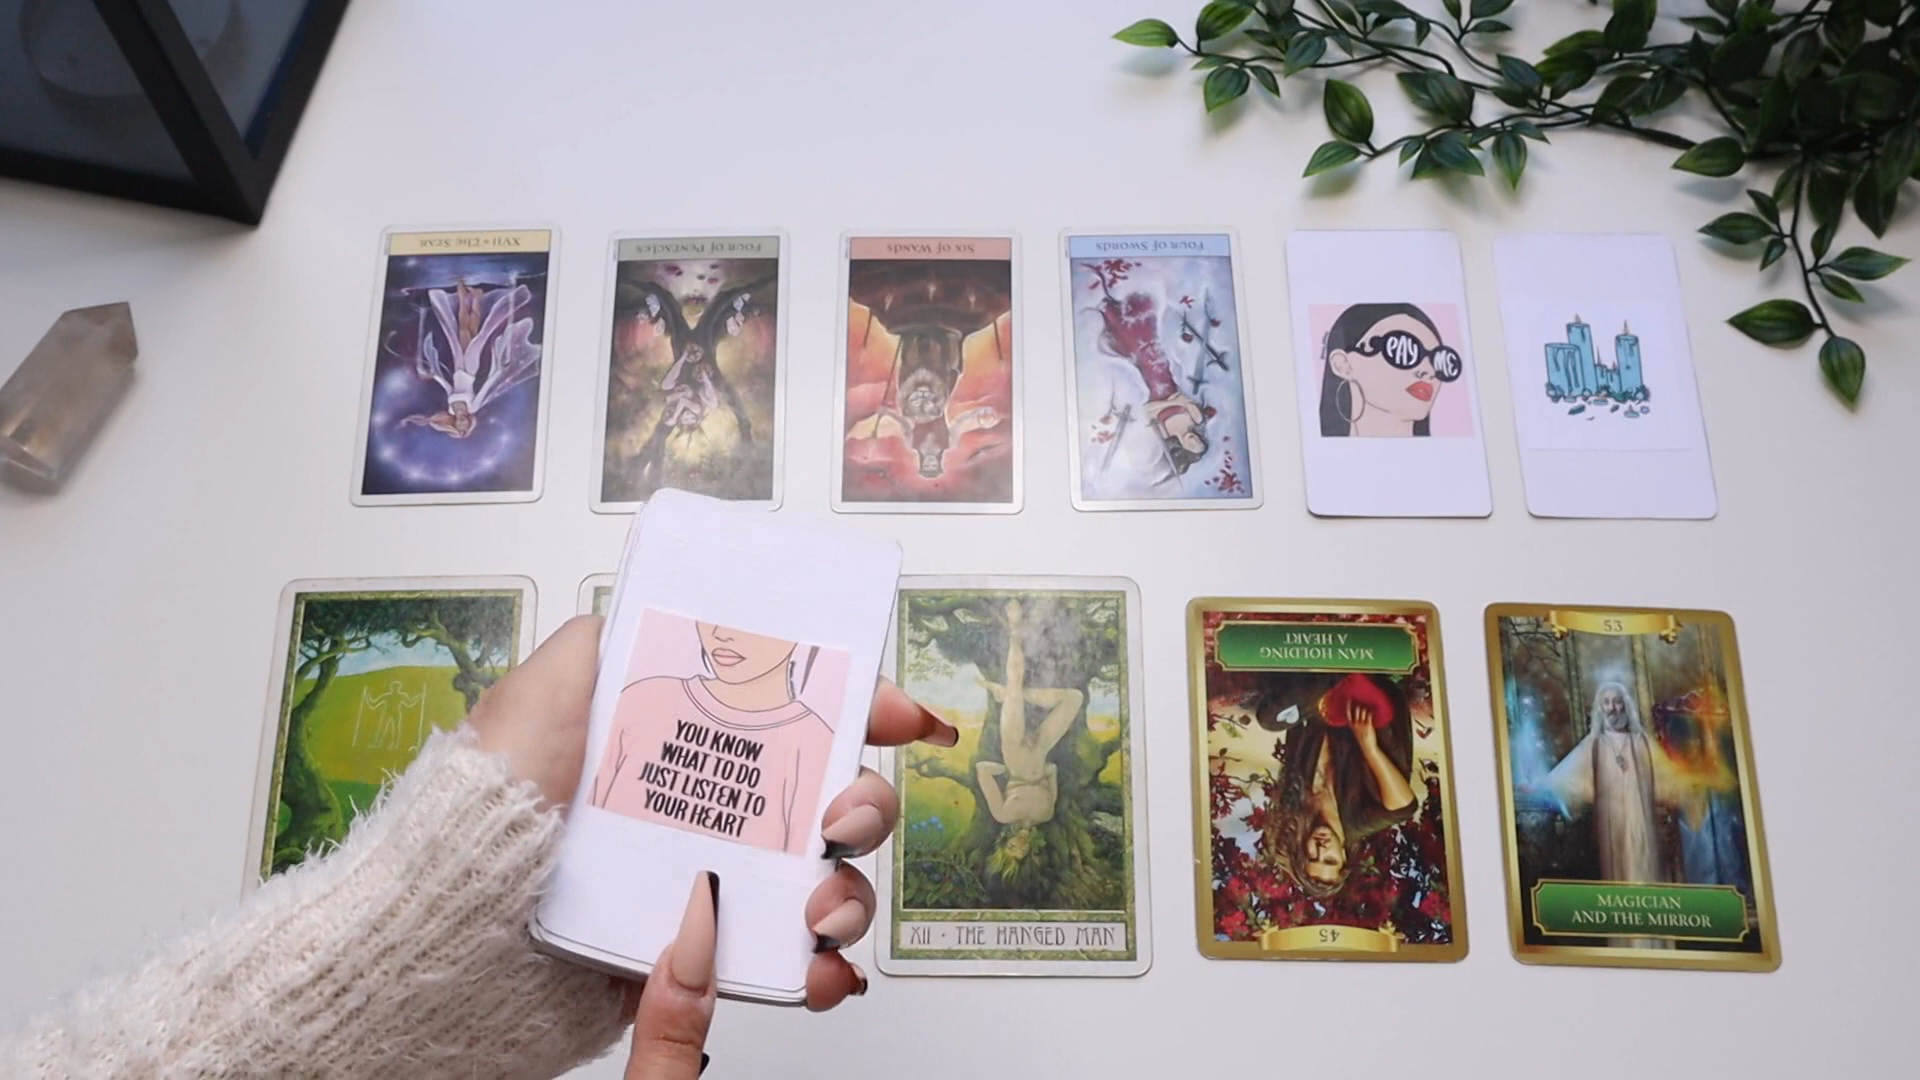 XVII • The Star
Four of Pentacles
Six of Wands
Four of Swords
PAY ME
YOU KNOW
WHAT TO DO
JUST LISTEN TO
YOUR HEART
XII • THE HANGED MAN
MAN HOLDING
A HEART
45
53
MAGICIAN
AND THE MIRROR